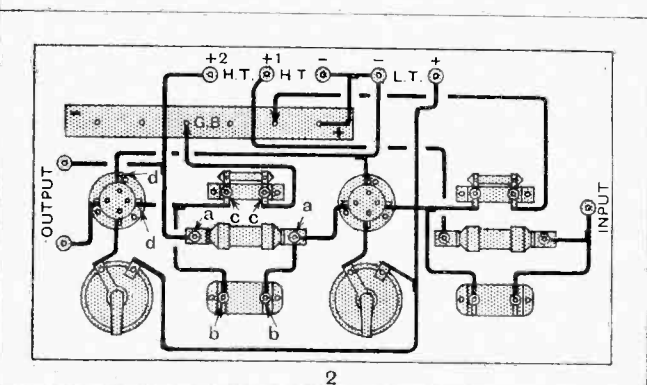 +2 H.T. +1 H.T − − L.T. +
− G.B +
OUTPUT
INPUT
d
d
a
c c
a
b b
2